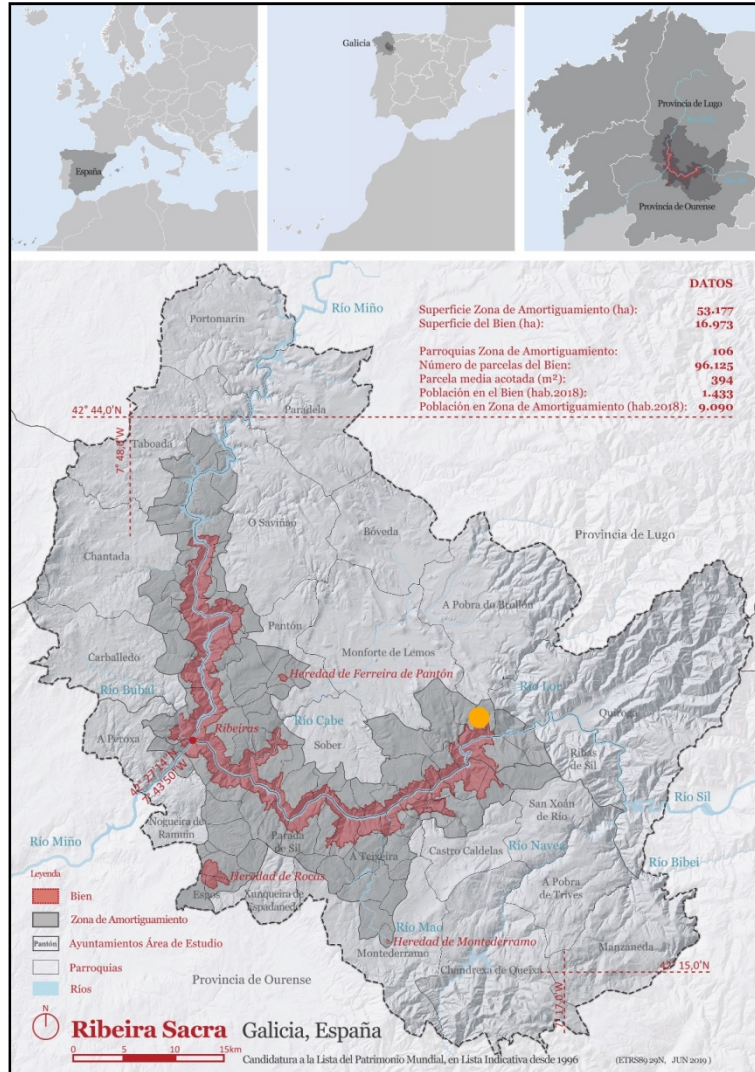 España
Galicia
Provincia de Lugo
Provincia de Ourense
DATOS
Superficie Zona de Amortiguamiento (ha): 53.177
Superficie del Bien (ha): 16.973
Parroquias Zona de Amortiguamiento: 106
Número de parcelas del Bien: 96.125
Parcela media acotada (m²): 394
Población en el Bien (hab.2018): 1.433
Población en Zona de Amortiguamiento (hab.2018): 9.090
Portomarín
Río Miño
42° 44,0'N
Paradela
7° 48,0'W
Taboada
O Saviñao
Bóveda
Provincia de Lugo
Chantada
A Pobra do Brollón
Pantón
Monforte de Lemos
Carballedo
Heredad de Ferreira de Pantón
Río Bubal
Río Lor
Quiroga
Ribeiras
Río Cabe
A Peroxa
Sober
Ribas de Sil
42° 27'14"N
7° 43'50"W
Río Sil
San Xoán de Río
Río Miño
Nogueira de Ramuín
Parada de Sil
Río Navea
A Teixeira
Castro Caldelas
Río Bibei
Heredad de Rocas
Esgos
Xunqueira de Espadanedo
A Pobra de Trives
Río Mao
Heredad de Montederramo
Manzaneda
Montederramo
Chandrexa de Queixa
Provincia de Ourense
Leyenda
Bien
Zona de Amortiguamiento
Pantón Ayuntamientos Área de Estudio
Parroquias
Ríos
N
Ribeira Sacra Galicia, España
0 5 10 15km
Candidatura a la Lista del Patrimonio Mundial, en Lista Indicativa desde 1996
(ETRS89 29N, JUN 2019 )